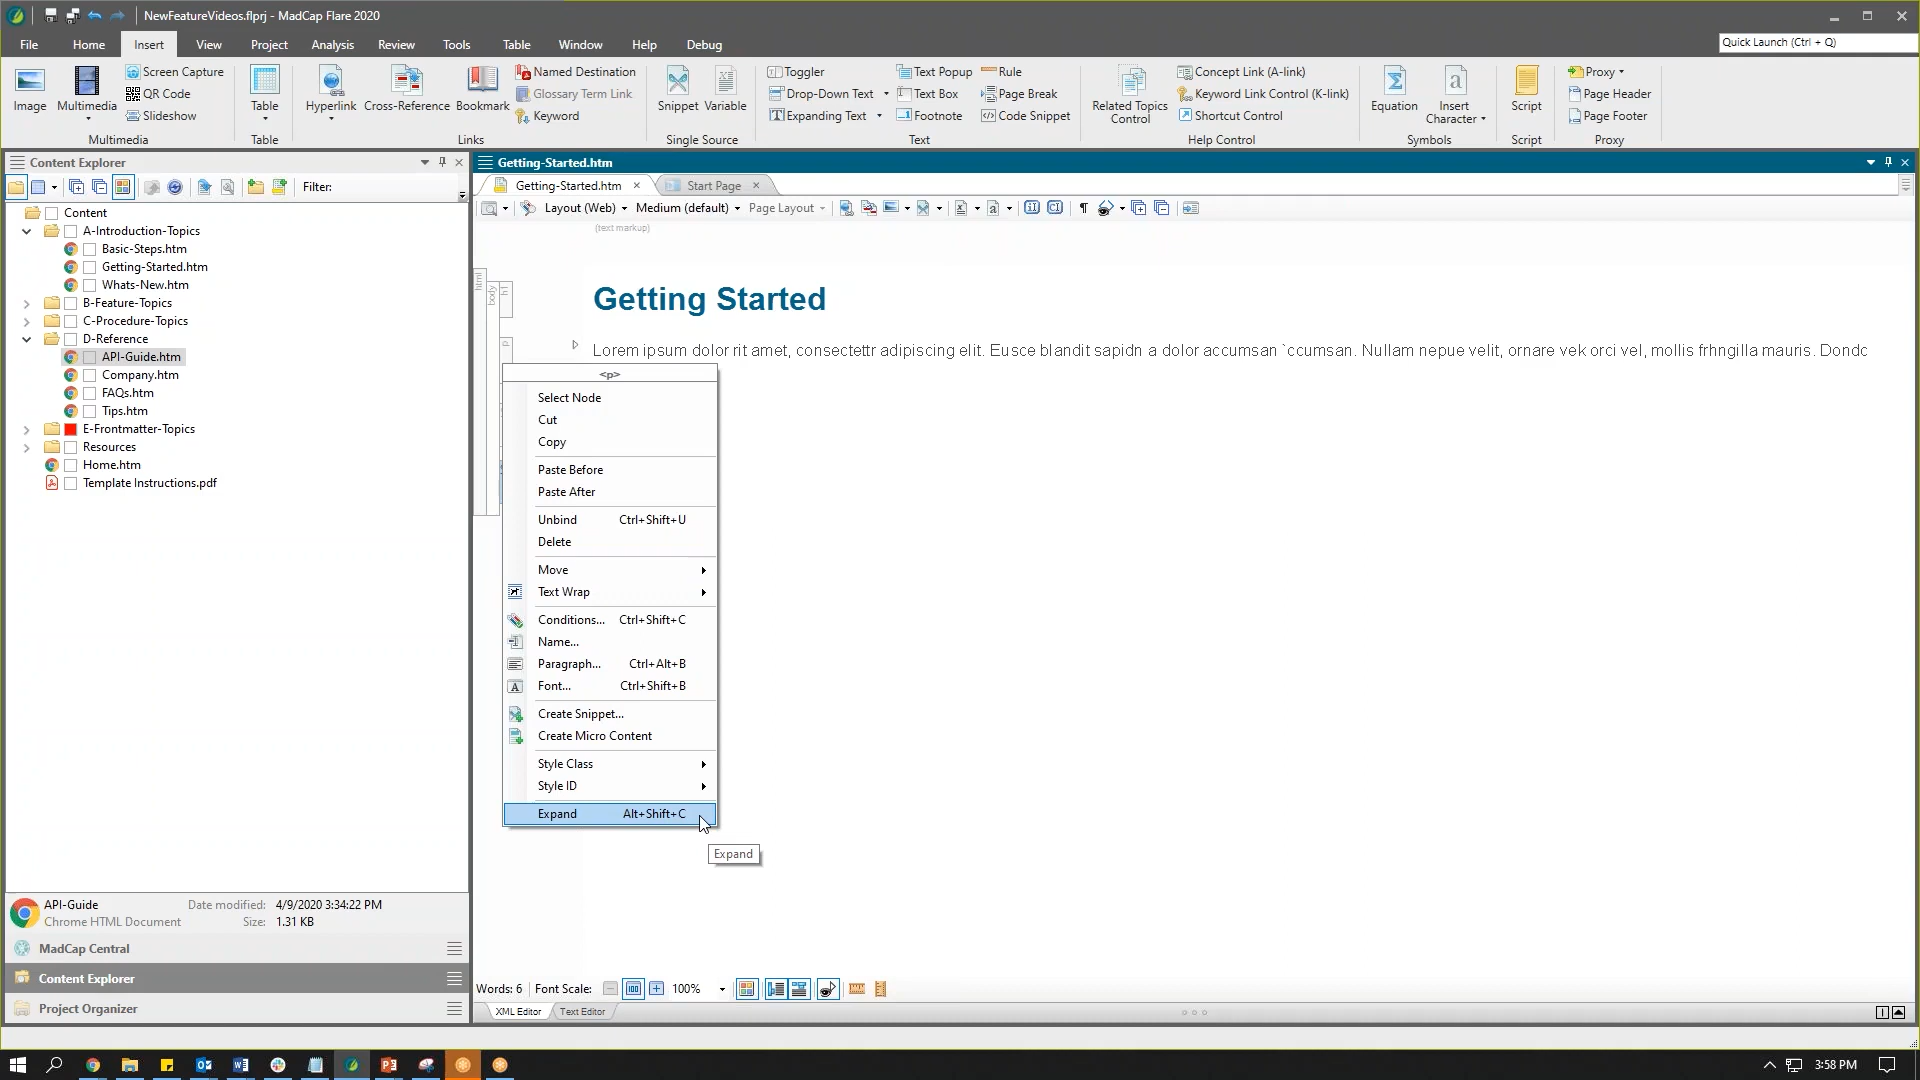 NewFeatureVideos.flprj - MadCap Flare 2020
File Home Insert View Project Analysis Review Tools Table Window Help Debug
Quick Launch (Ctrl + Q)
Image
Multimedia
Screen Capture
QR Code
Slideshow
Multimedia
Table
Table
Hyperlink
Cross-Reference
Bookmark
Named Destination
Glossary Term Link
Keyword
Links
Snippet
Variable
Single Source
Toggler
Drop-Down Text
Expanding Text
Text Popup
Text Box
Footnote
Rule
Page Break
Code Snippet
Text
Related Topics
Control
Concept Link (A-link)
Keyword Link Control (K-link)
Shortcut Control
Help Control
Equation
Insert
Character
Symbols
Script
Script
Proxy
Page Header
Page Footer
Proxy
Content Explorer
Filter:
Content
A-Introduction-Topics
Basic-Steps.htm
Getting-Started.htm
Whats-New.htm
B-Feature-Topics
C-Procedure-Topics
D-Reference
API-Guide.htm
Company.htm
FAQs.htm
Tips.htm
E-Frontmatter-Topics
Resources
Home.htm
Template Instructions.pdf
API-Guide Date modified: 4/9/2020 3:34:22 PM
Chrome HTML Document Size: 1.31 KB
MadCap Central
Content Explorer
Project Organizer
Getting-Started.htm
Getting-Started.htm Start Page
Layout (Web) Medium (default) Page Layout
(text markup)
html
body
h1
p
Getting Started
Lorem ipsum dolor rit amet, consectettr adipiscing elit. Eusce blandit sapidn a dolor accumsan `ccumsan. Nullam nepue velit, ornare vek orci vel, mollis frhngilla mauris. Dondc
<p>
Select Node
Cut
Copy
Paste Before
Paste After
Unbind Ctrl+Shift+U
Delete
Move
Text Wrap
Conditions... Ctrl+Shift+C
Name...
Paragraph... Ctrl+Alt+B
Font... Ctrl+Shift+B
Create Snippet...
Create Micro Content
Style Class
Style ID
Expand Alt+Shift+C
Expand
Words: 6 Font Scale: 100%
XML Editor Text Editor
3:58 PM